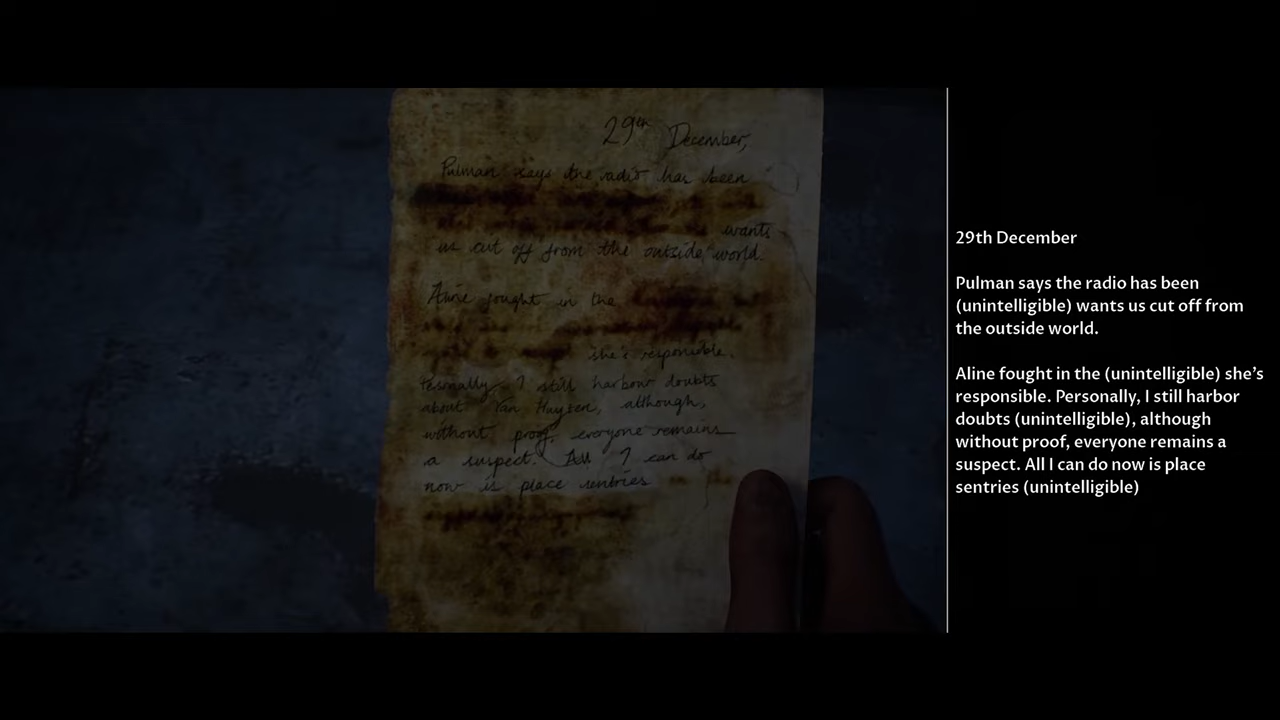 29th December,
Pulman says the radio has been
wants
us cut off from the outside world.
Aline fought in the
she's responsible.
Personally I still harbour doubts
about Van Huysen, although,
without proof, everyone remains
a suspect. All I can do
now is place sentries
29th December
Pulman says the radio has been
(unintelligible) wants us cut off from
the outside world.
Aline fought in the (unintelligible) she's
responsible. Personally, I still harbor
doubts (unintelligible), although
without proof, everyone remains a
suspect. All I can do now is place
sentries (unintelligible)